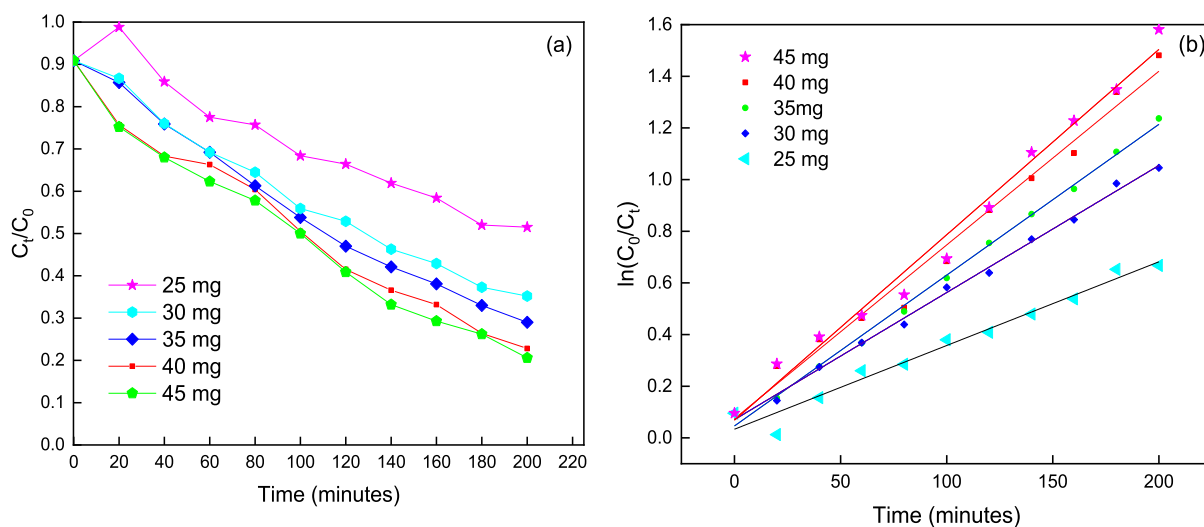 (a)
1.0
0.9
0.8
0.7
0.6
0.5
0.4
0.3
0.2
0.1
0.0
Cₜ/C₀
25 mg
30 mg
35 mg
40 mg
45 mg
0 20 40 60 80 100 120 140 160 180 200 220
Time (minutes)
(b)
1.6
1.4
1.2
1.0
0.8
0.6
0.4
0.2
0.0
ln(C₀/Cₜ)
45 mg
40 mg
35mg
30 mg
25 mg
0 50 100 150 200
Time (minutes)